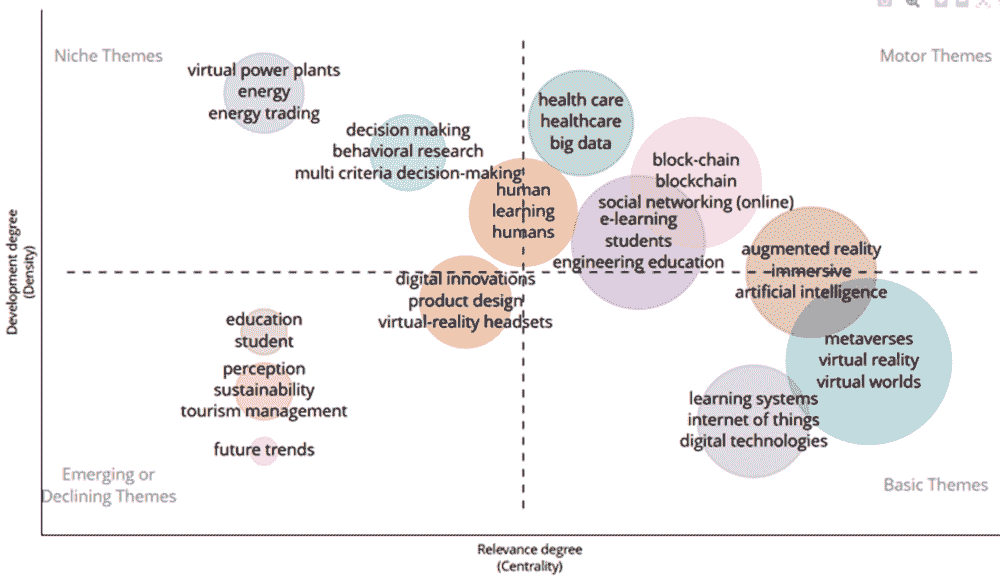 Niche Themes
Motor Themes
virtual power plants
energy
energy trading
decision making
behavioral research
multi criteria decision-making
health care
healthcare
big data
block-chain
blockchain
social networking (online)
human
learning
humans
e-learning
students
engineering education
augmented reality
immersive
artificial intelligence
digital innovations
product design
virtual-reality headsets
education
student
perception
sustainability
tourism management
future trends
metaverses
virtual reality
virtual worlds
learning systems
internet of things
digital technologies
Emerging or
Declining Themes
Basic Themes
Development degree
(Density)
Relevance degree
(Centrality)